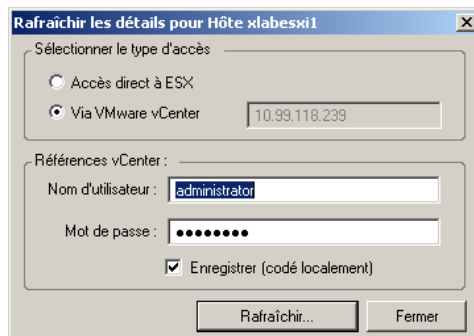 Rafraîchir les détails pour Hôte xlabesxi1
Sélectionner le type d'accès
Accès direct à ESX
Via VMware vCenter
10.99.118.239
Références vCenter :
Nom d'utilisateur :
administrator
Mot de passe :
••••••••
Enregistrer (codé localement)
Rafraîchir...
Fermer